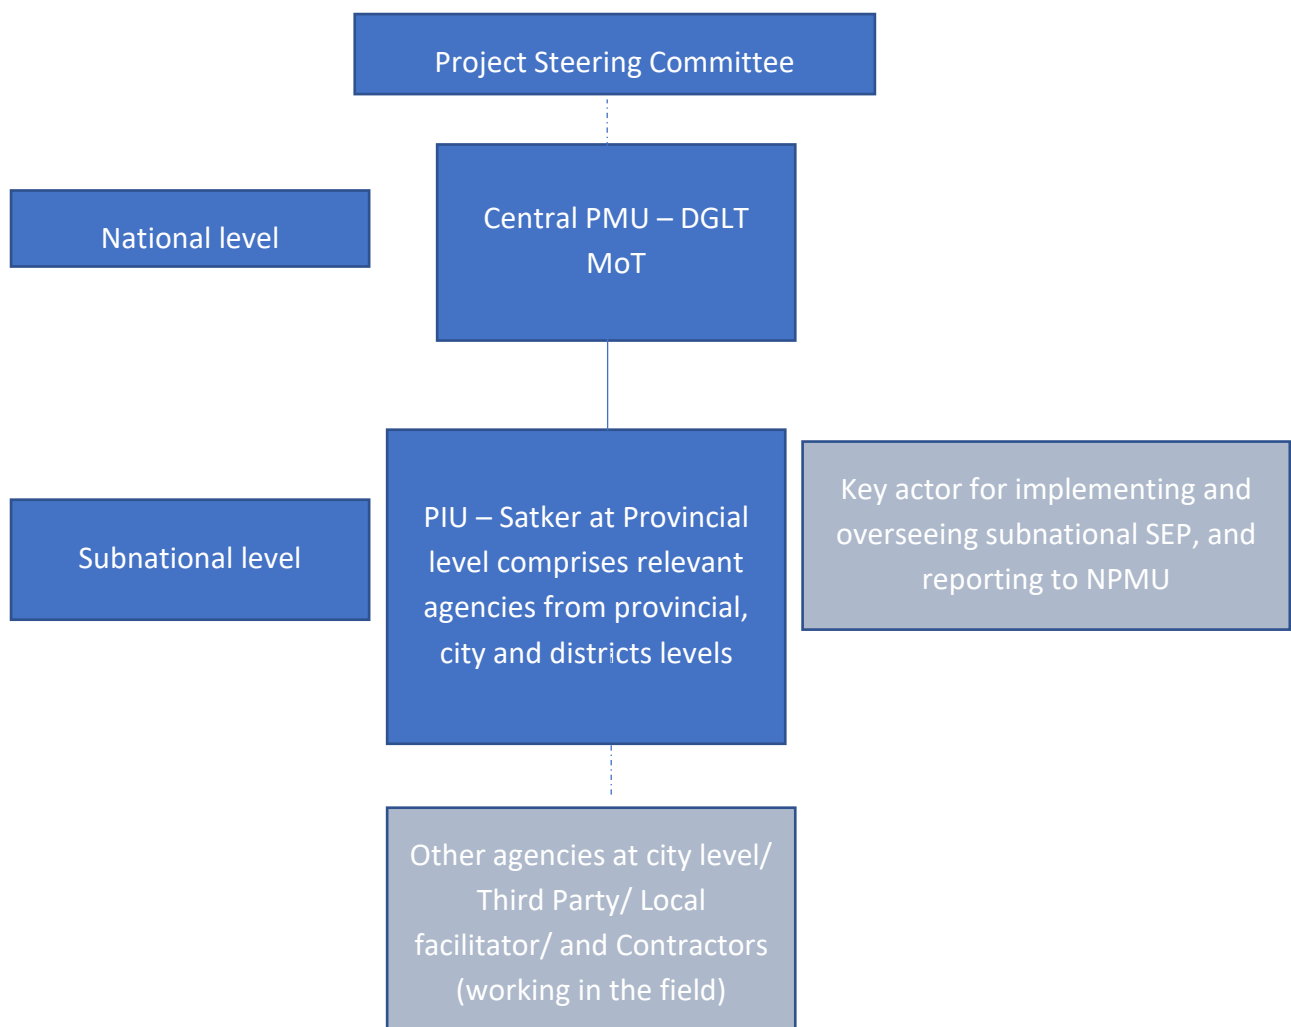 Project Steering Committee
National level
Central PMU – DGLT
MoT
Subnational level
PIU – Satker at Provincial
level comprises relevant
agencies from provincial,
city and districts levels
Key actor for implementing and
overseeing subnational SEP, and
reporting to NPMU
Other agencies at city level/
Third Party/ Local
facilitator/ and Contractors
(working in the field)